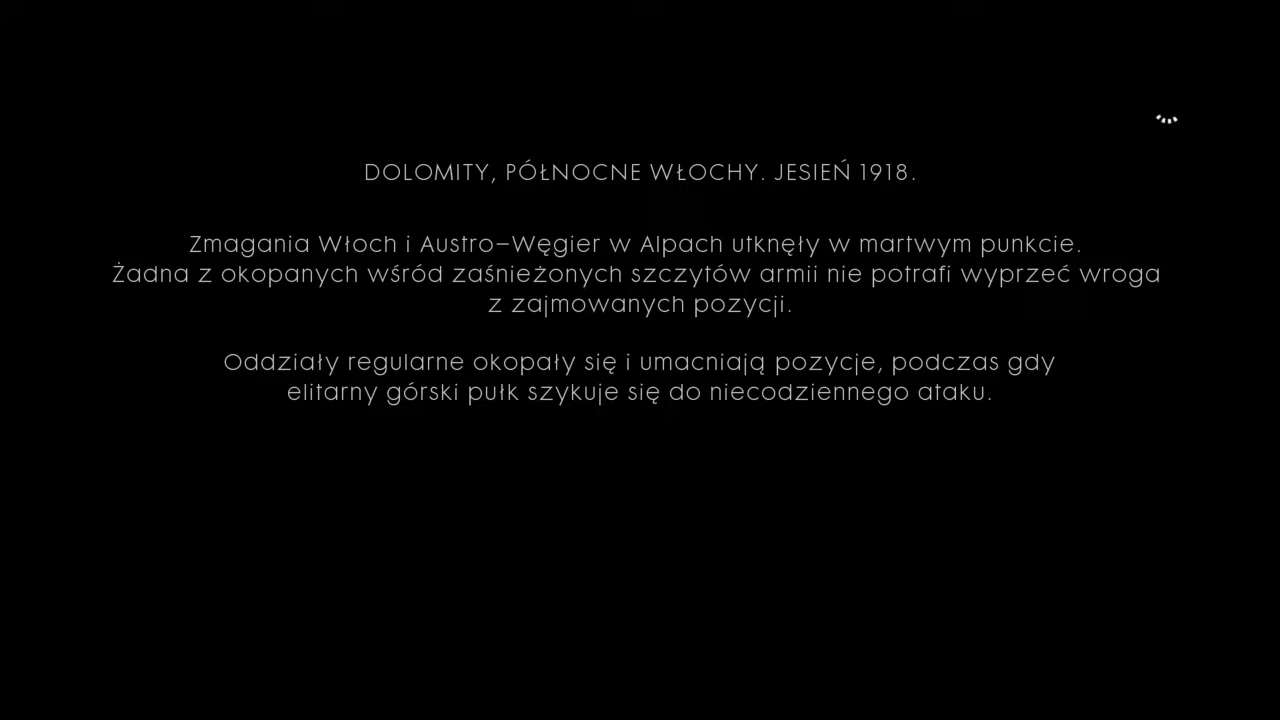 DOLOMITY, PÓŁNOCNE WŁOCHY. JESIEŃ 1918.
Zmagania Włoch i Austro–Węgier w Alpach utknęły w martwym punkcie.
Żadna z okopanych wśród zaśnieżonych szczytów armii nie potrafi wyprzeć wroga
z zajmowanych pozycji.
Oddziały regularne okopały się i umacniają pozycje, podczas gdy
elitarny górski pułk szykuje się do niecodziennego ataku.